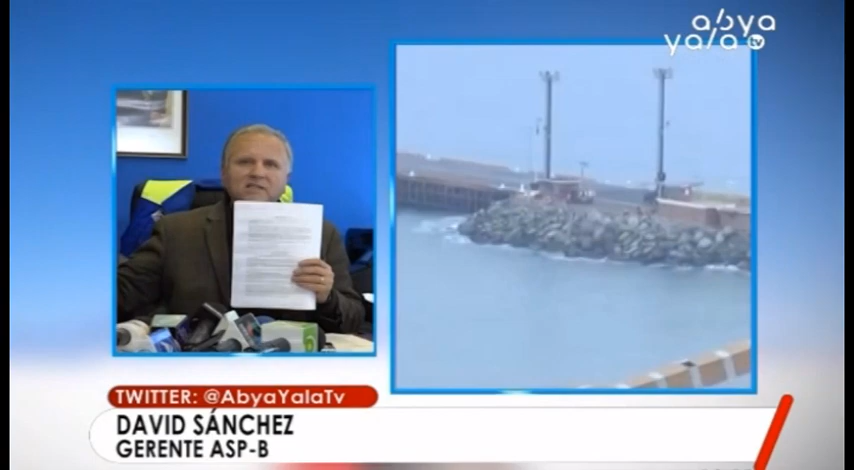 abya
yala tv
TWITTER: @AbyaYalaTv
DAVID SÁNCHEZ
GERENTE ASP-B